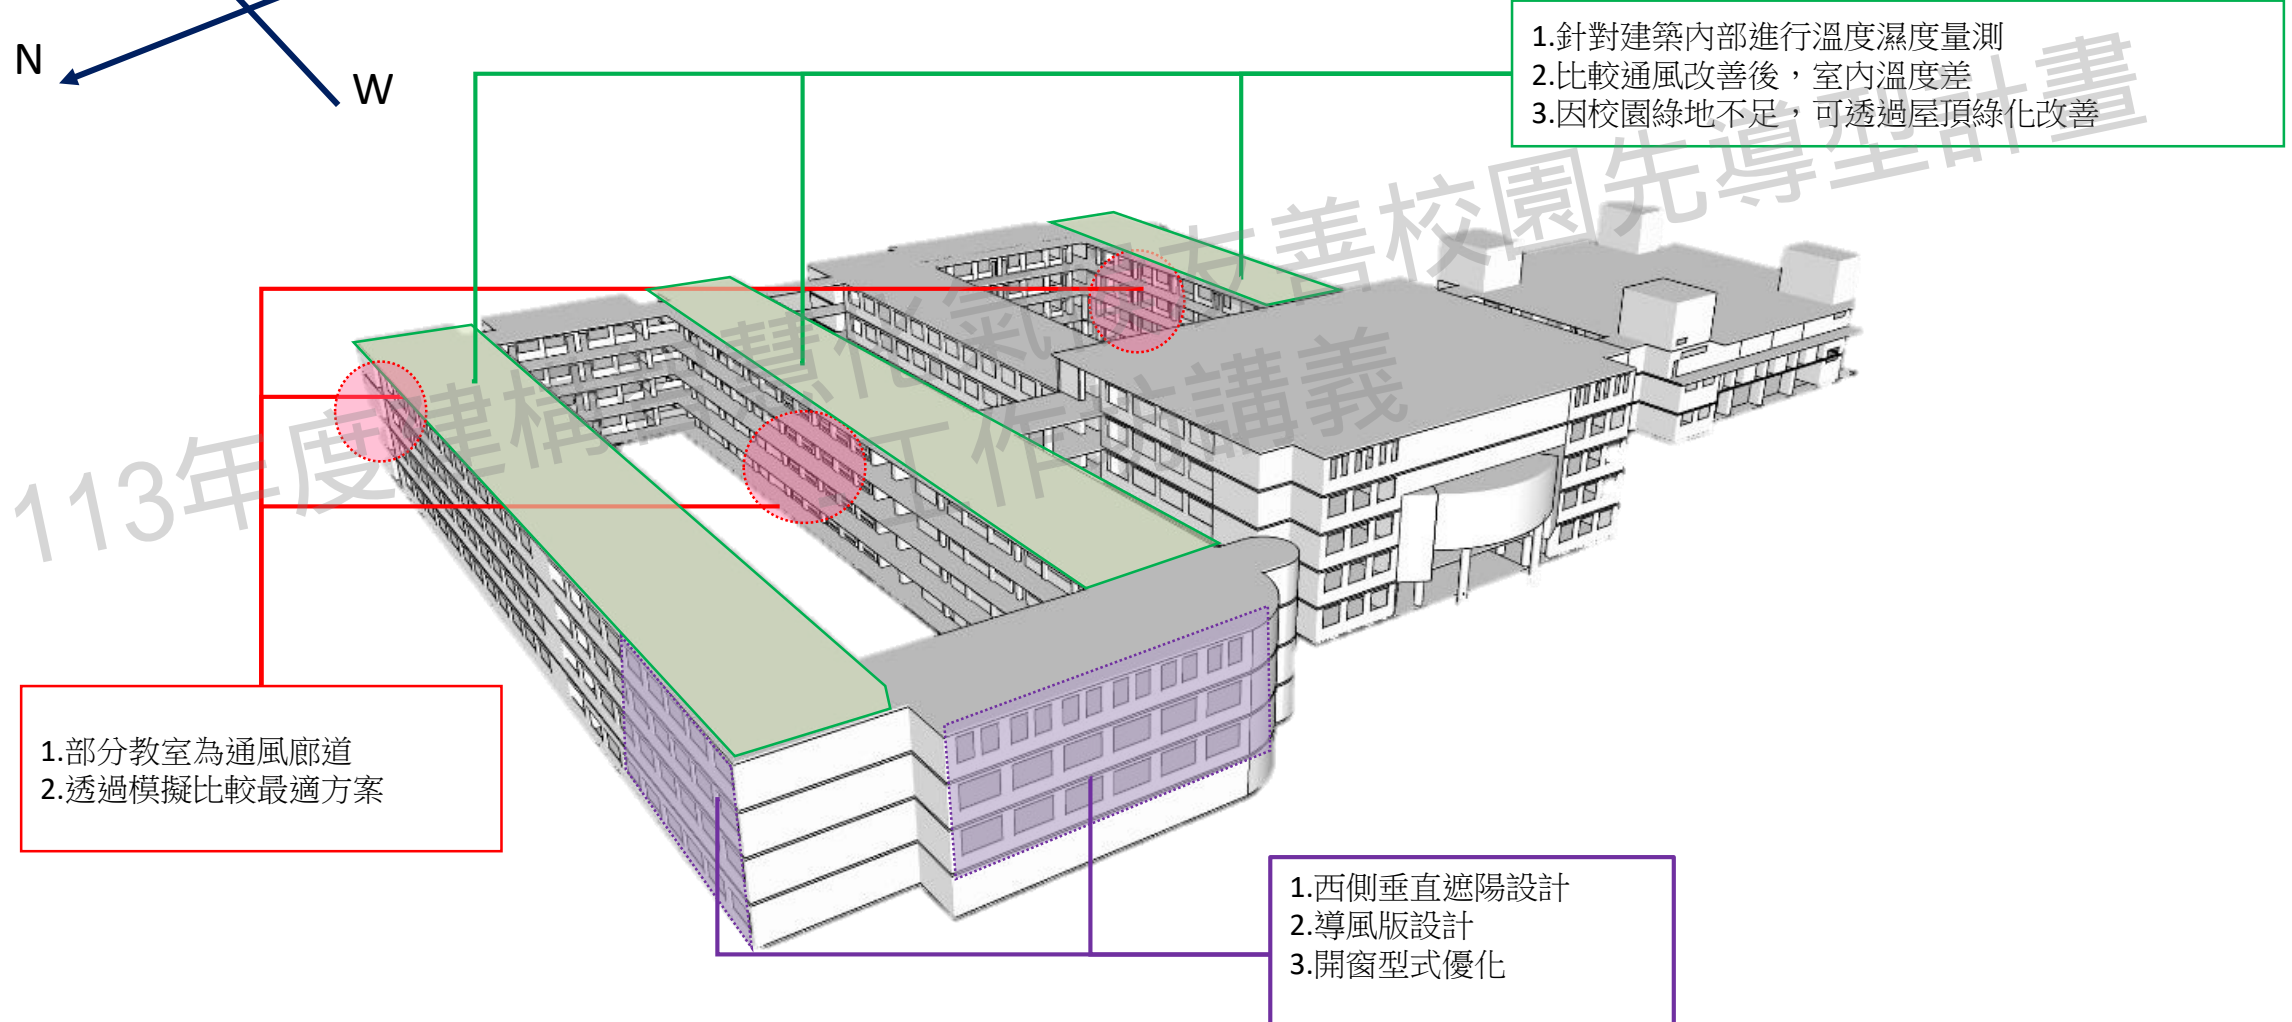 N
W
1.針對建築內部進行溫度濕度量測
2.比較通風改善後，室內溫度差
3.因校園綠地不足，可透過屋頂綠化改善
113年度建構智慧化氣候友善校園先導型計畫
工作坊講義
1.部分教室為通風廊道
2.透過模擬比較最適方案
1.西側垂直遮陽設計
2.導風版設計
3.開窗型式優化